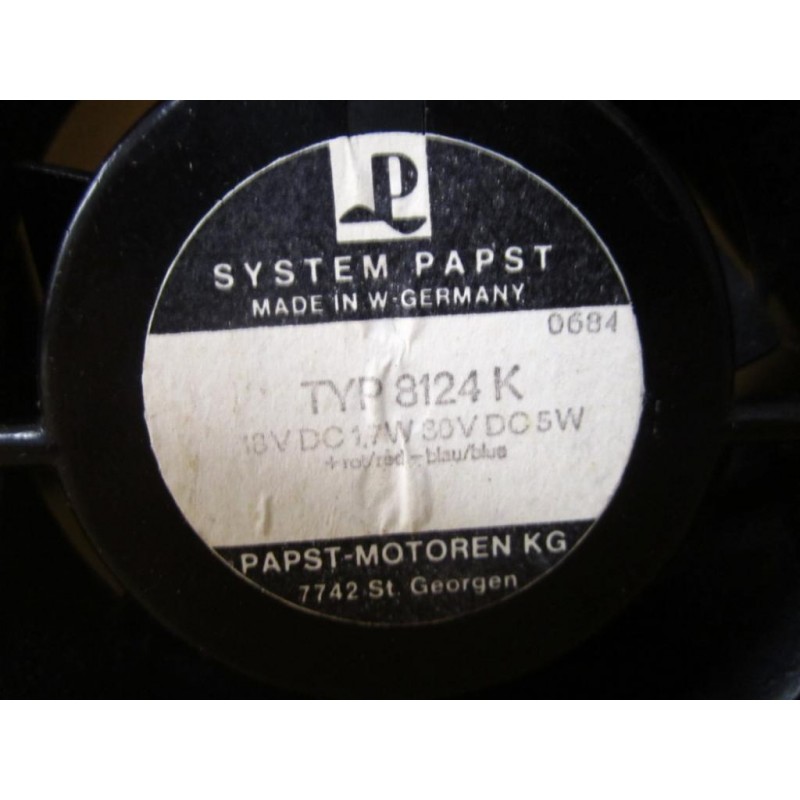 P
SYSTEM PAPST
MADE IN W-GERMANY
0684
TYP 8124 K
18V DC 1,7W 30V DC 5W
+rot/red -blau/blue
PAPST-MOTOREN KG
7742 St. Georgen